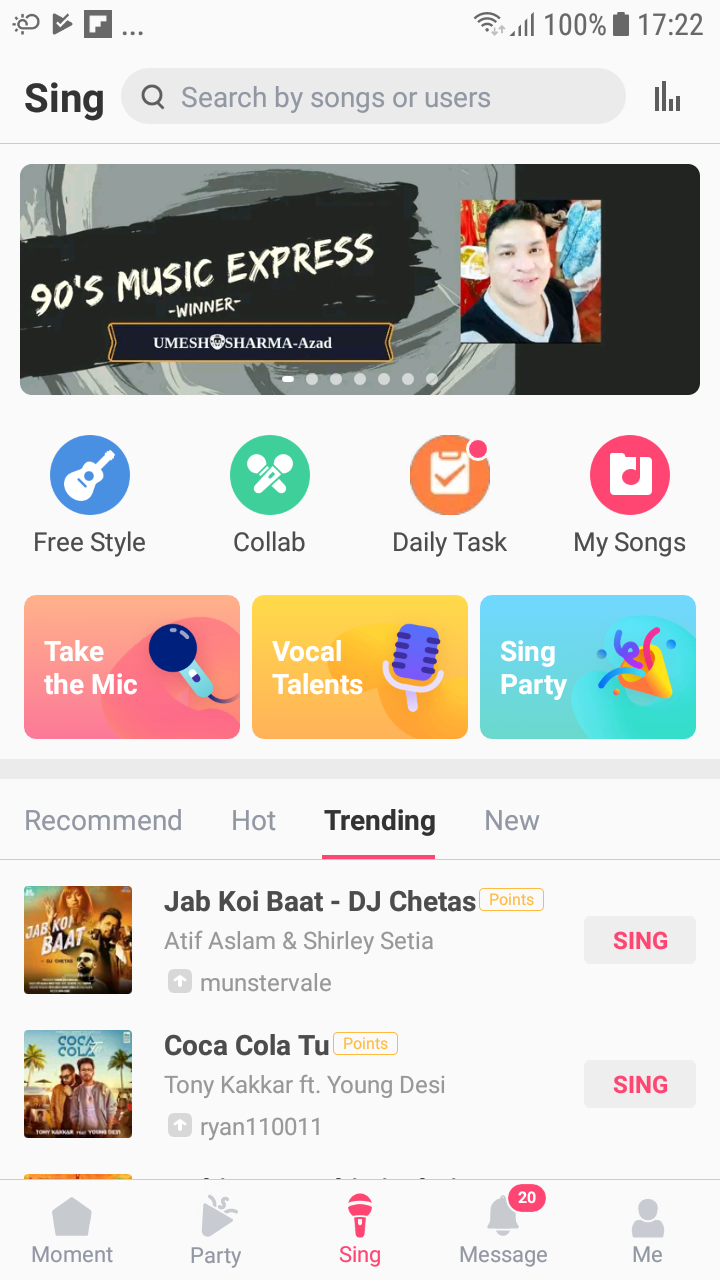 ... 100% 17:22
Sing
Search by songs or users
90'S MUSIC EXPRESS
-WINNER-
UMESH SHARMA-Azad
Free Style
Collab
Daily Task
My Songs
Take
the Mic
Vocal
Talents
Sing
Party
Recommend
Hot
Trending
New
JAB KOI
BAAT
DJ CHETAS
Jab Koi Baat - DJ Chetas Points
Atif Aslam & Shirley Setia
munstervale
SING
COCA
COLA
TONY KAKKAR FEAT YOUNG DESI
Coca Cola Tu Points
Tony Kakkar ft. Young Desi
ryan110011
SING
Moment
Party
Sing
20
Message
Me